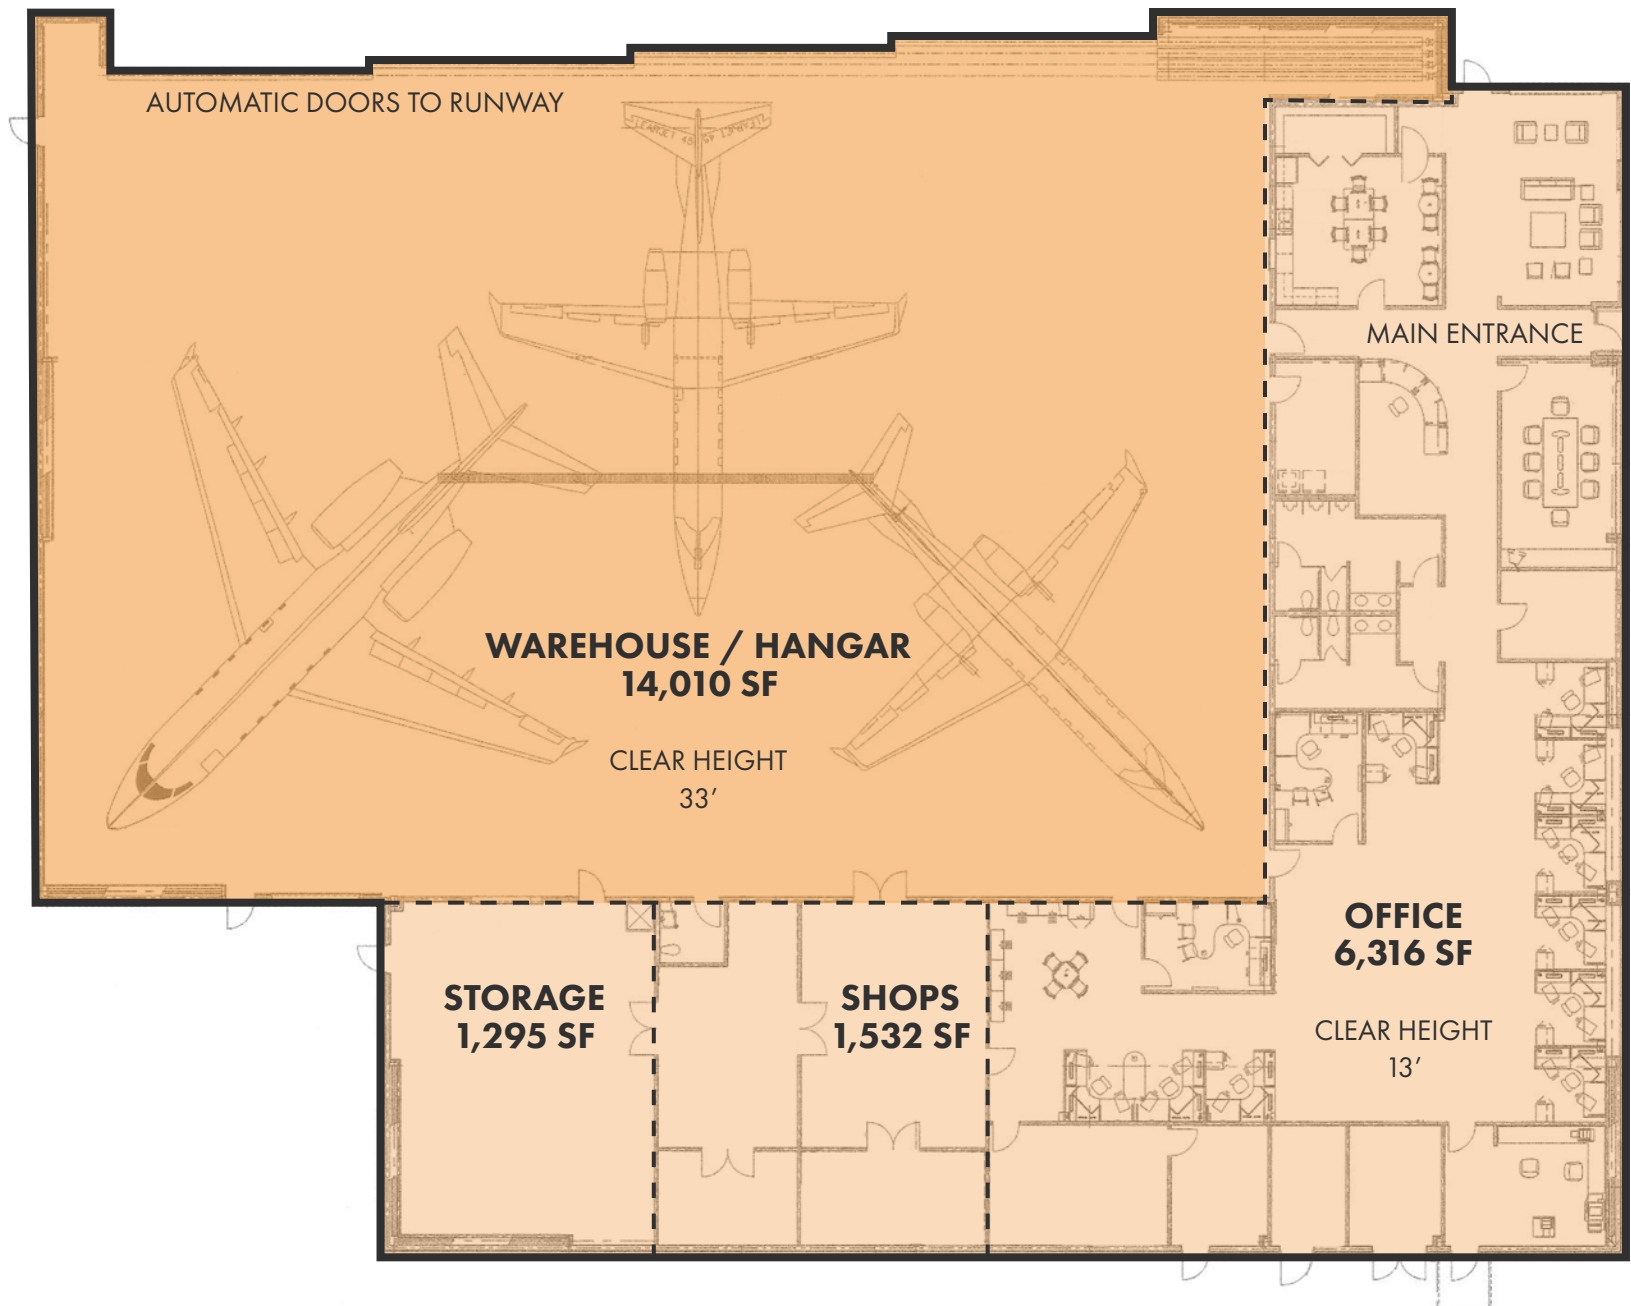 AUTOMATIC DOORS TO RUNWAY
MAIN ENTRANCE
WAREHOUSE / HANGAR
14,010 SF
CLEAR HEIGHT
33’
OFFICE
6,316 SF
CLEAR HEIGHT
13’
STORAGE
1,295 SF
SHOPS
1,532 SF